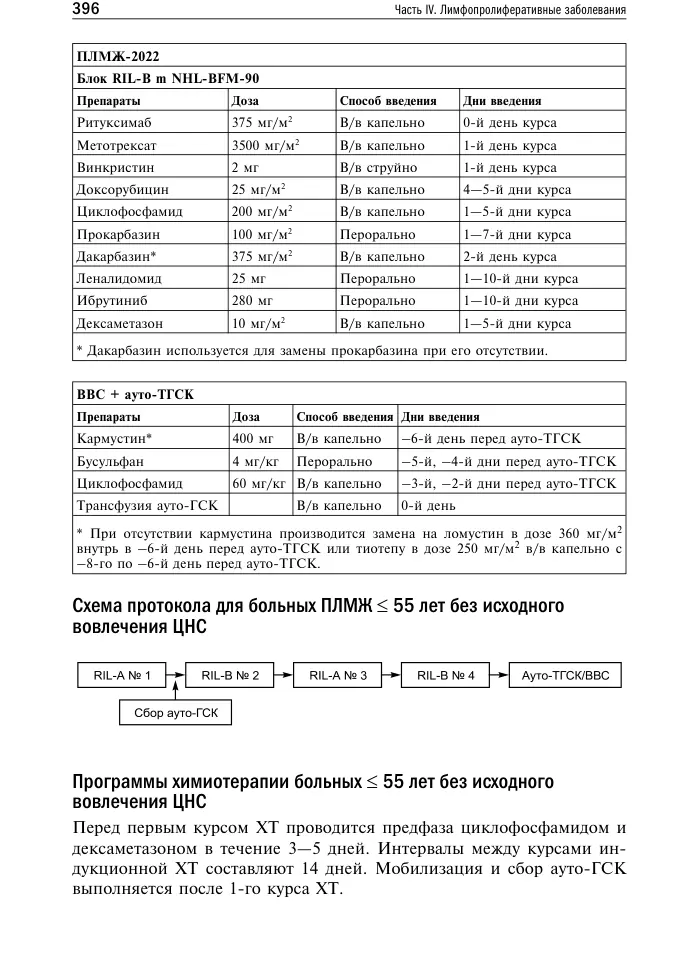 396
Часть IV. Лимфопролиферативные заболевания
ПЛМЖ-2022
Блок RIL-B m NHL-BFM-90
Препараты Доза Способ введения Дни введения
Ритуксимаб 375 мг/м² В/в капельно 0-й день курса
Метотрексат 3500 мг/м² В/в капельно 1-й день курса
Винкристин 2 мг В/в струйно 1-й день курса
Доксорубицин 25 мг/м² В/в капельно 4—5-й дни курса
Циклофосфамид 200 мг/м² В/в капельно 1—5-й дни курса
Прокарбазин 100 мг/м² Перорально 1—7-й дни курса
Дакарбазин* 375 мг/м² В/в капельно 2-й день курса
Леналидомид 25 мг Перорально 1—10-й дни курса
Ибрутиниб 280 мг Перорально 1—10-й дни курса
Дексаметазон 10 мг/м² В/в капельно 1—5-й дни курса
* Дакарбазин используется для замены прокарбазина при его отсутствии.
BBC + ауто-ТГСК
Препараты Доза Способ введения Дни введения
Кармустин* 400 мг В/в капельно –6-й день перед ауто-ТГСК
Бусульфан 4 мг/кг Перорально –5-й, –4-й дни перед ауто-ТГСК
Циклофосфамид 60 мг/кг В/в капельно –3-й, –2-й дни перед ауто-ТГСК
Трансфузия ауто-ГСК В/в капельно 0-й день
* При отсутствии кармустина производится замена на ломустин в дозе 360 мг/м²
внутрь в –6-й день перед ауто-ТГСК или тиотепу в дозе 250 мг/м² в/в капельно с
–8-го по –6-й день перед ауто-ТГСК.
Схема протокола для больных ПЛМЖ ≤ 55 лет без исходного
вовлечения ЦНС
RIL-A № 1 RIL-B № 2 RIL-A № 3 RIL-B № 4 Ауто-ТГСК/BBC
Сбор ауто-ГСК
Программы химиотерапии больных ≤ 55 лет без исходного
вовлечения ЦНС
Перед первым курсом ХТ проводится предфаза циклофосфамидом и
дексаметазоном в течение 3—5 дней. Интервалы между курсами ин-
дукционной ХТ составляют 14 дней. Мобилизация и сбор ауто-ГСК
выполняется после 1-го курса ХТ.